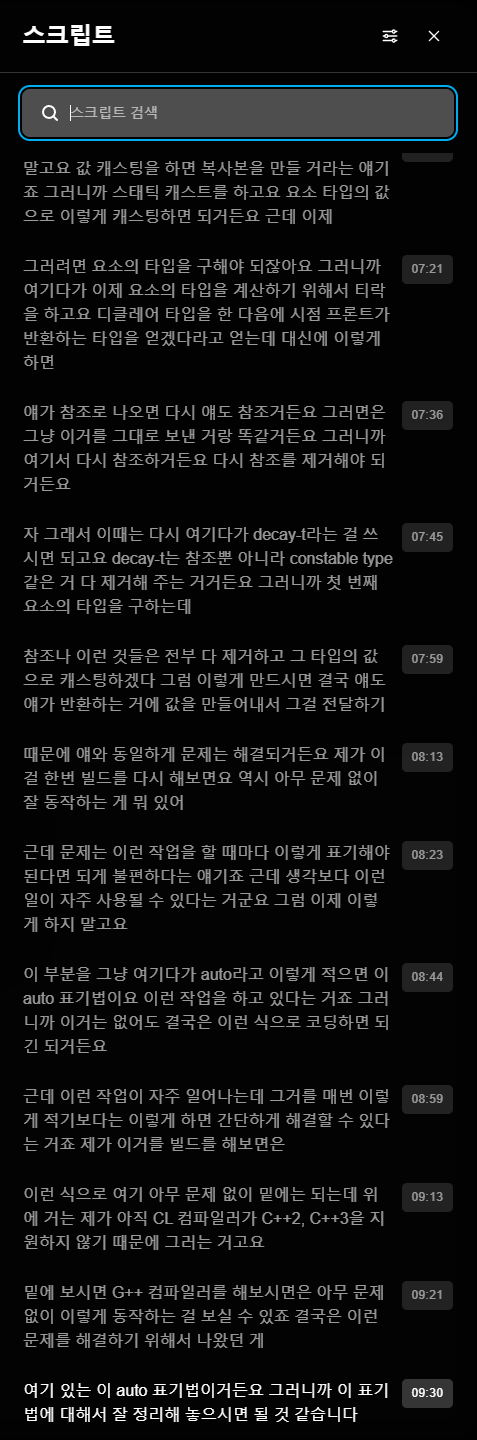 스크립트
스크립트 검색
말고요 값 캐스팅을 하면 복사본을 만들 거라는 얘기
죠 그러니까 스태틱 캐스트를 하고요 요소 타입의 값
으로 이렇게 캐스팅하면 되거든요 근데 이제
그러려면 요소의 타입을 구해야 되잖아요 그러니까
07:21
여기다가 이제 요소의 타입을 계산하기 위해서 티락
을 하고요 디클레어 타입을 한 다음에 시점 프론트가
반환하는 타입을 얻겠다라고 얻는데 대신에 이렇게
하면
얘가 참조로 나오면 다시 얘도 참조거든요 그러면은
07:36
그냥 이거를 그대로 보낸 거랑 똑같거든요 그러니까
여기서 다시 참조하거든요 다시 참조를 제거해야 되
거든요
자 그래서 이때는 다시 여기다가 decay-t라는 걸 쓰
07:45
시면 되고요 decay-t는 참조뿐 아니라 constable type
같은 거 다 제거해 주는 거거든요 그러니까 첫 번째
요소의 타입을 구하는데
참조나 이런 것들은 전부 다 제거하고 그 타입의 값
07:59
으로 캐스팅하겠다 그럼 이렇게 만드시면 결국 얘도
얘가 반환하는 거에 값을 만들어내서 그걸 전달하기
때문에 얘와 동일하게 문제는 해결되거든요 제가 이
08:13
걸 한번 빌드를 다시 해보면요 역시 아무 문제 없이
잘 동작하는 게 뭐 있어
근데 문제는 이런 작업을 할 때마다 이렇게 표기해야
08:23
된다면 되게 불편하다는 얘기죠 근데 생각보다 이런
일이 자주 사용될 수 있다는 거군요 그럼 이제 이렇
게 하지 말고요
이 부분을 그냥 여기다가 auto라고 이렇게 적으면 이
08:44
auto 표기법이요 이런 작업을 하고 있다는 거죠 그러
니까 이거는 없어도 결국은 이런 식으로 코딩하면 되
긴 되거든요
근데 이런 작업이 자주 일어나는데 그거를 매번 이렇
08:59
게 적기보다는 이렇게 하면 간단하게 해결할 수 있다
는 거죠 제가 이거를 빌드를 해보면은
이런 식으로 여기 아무 문제 없이 밑에는 되는데 위
09:13
에 거는 제가 아직 CL 컴파일러가 C++2, C++3을 지
원하지 않기 때문에 그러는 거고요
밑에 보시면 G++ 컴파일러를 해보시면은 아무 문제
09:21
없이 이렇게 동작하는 걸 보실 수 있죠 결국은 이런
문제를 해결하기 위해서 나왔던 게
여기 있는 이 auto 표기법이거든요 그러니까 이 표기
09:30
법에 대해서 잘 정리해 놓으시면 될 것 같습니다